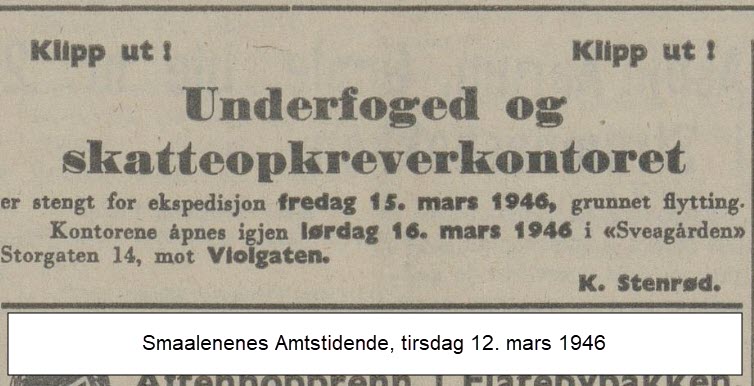 Klipp ut! Klipp ut!
Underfoged og
skatteopkreverkontoret
er stengt for ekspedisjon fredag 15. mars 1946, grunnet flytting.
Kontorene åpnes igjen lørdag 16. mars 1946 i «Sveagården»
Storgaten 14, mot Violgaten.
K. Stenrød.
Smaalenenes Amtstidende, tirsdag 12. mars 1946